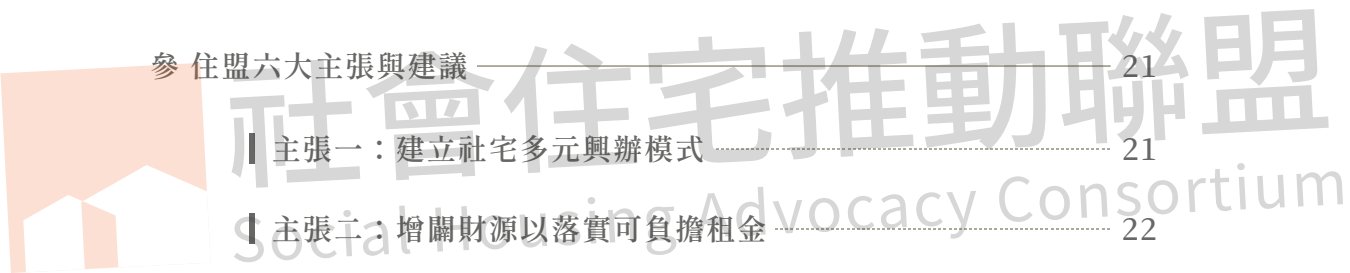 參 住盟六大主張與建議 21
主張一：建立社宅多元興辦模式 21
主張二：增闢財源以落實可負擔租金 22
社會住宅推動聯盟
Social Housing Advocacy Consortium